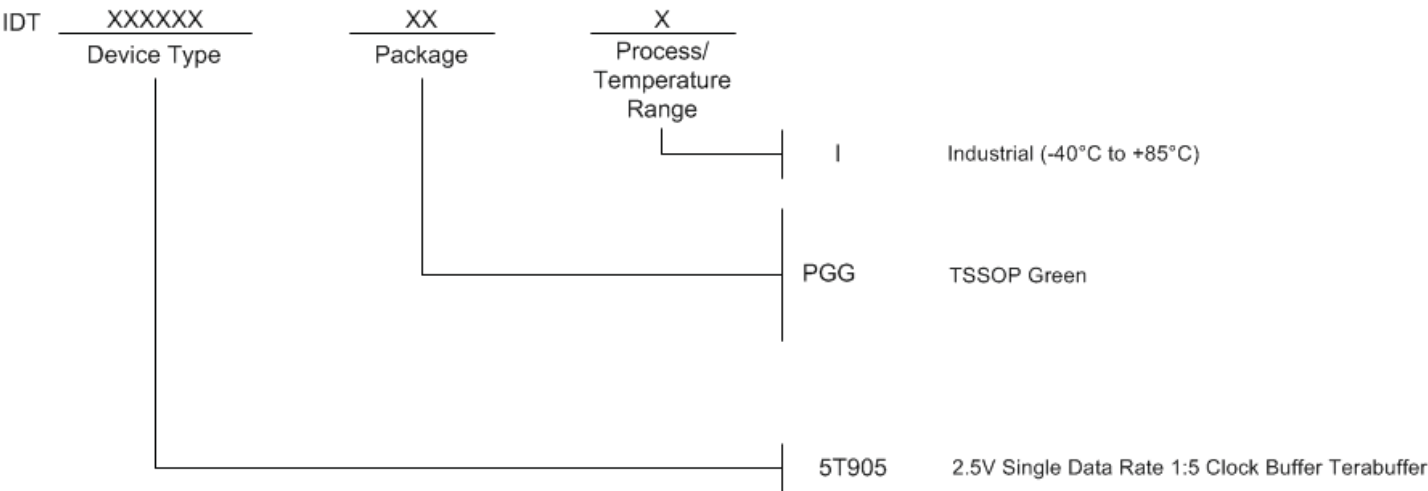 IDT XXXXXX XX X
Device Type Package Process/
Temperature
Range
I Industrial (-40°C to +85°C)
PGG TSSOP Green
5T905 2.5V Single Data Rate 1:5 Clock Buffer Terabuffer